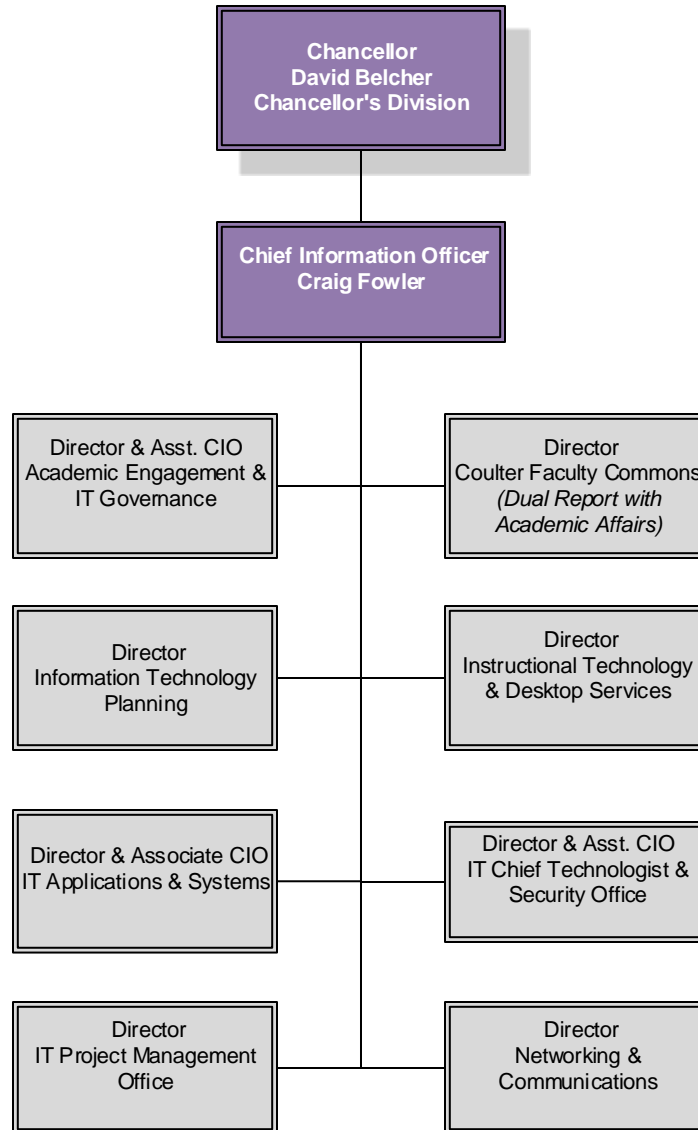 Chancellor
David Belcher
Chancellor's Division
Chief Information Officer
Craig Fowler
Director & Asst. CIO
Academic Engagement &
IT Governance
Director
Coulter Faculty Commons
(Dual Report with
Academic Affairs)
Director
Information Technology
Planning
Director
Instructional Technology
& Desktop Services
Director & Associate CIO
IT Applications & Systems
Director & Asst. CIO
IT Chief Technologist &
Security Office
Director
IT Project Management
Office
Director
Networking &
Communications